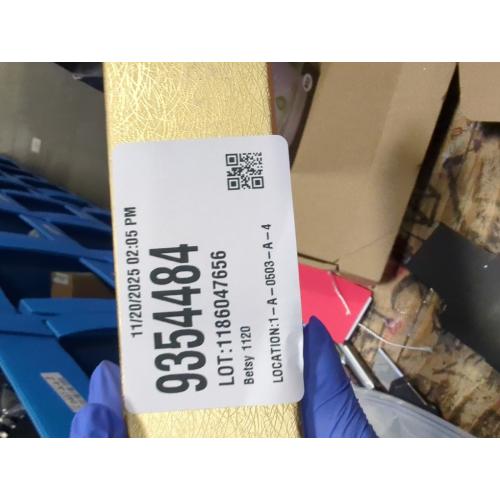 11/20/2025 02:05 PM
9354484
LOT:1186047656
Betsy 1120
LOCATION:1-A-0503-A-4